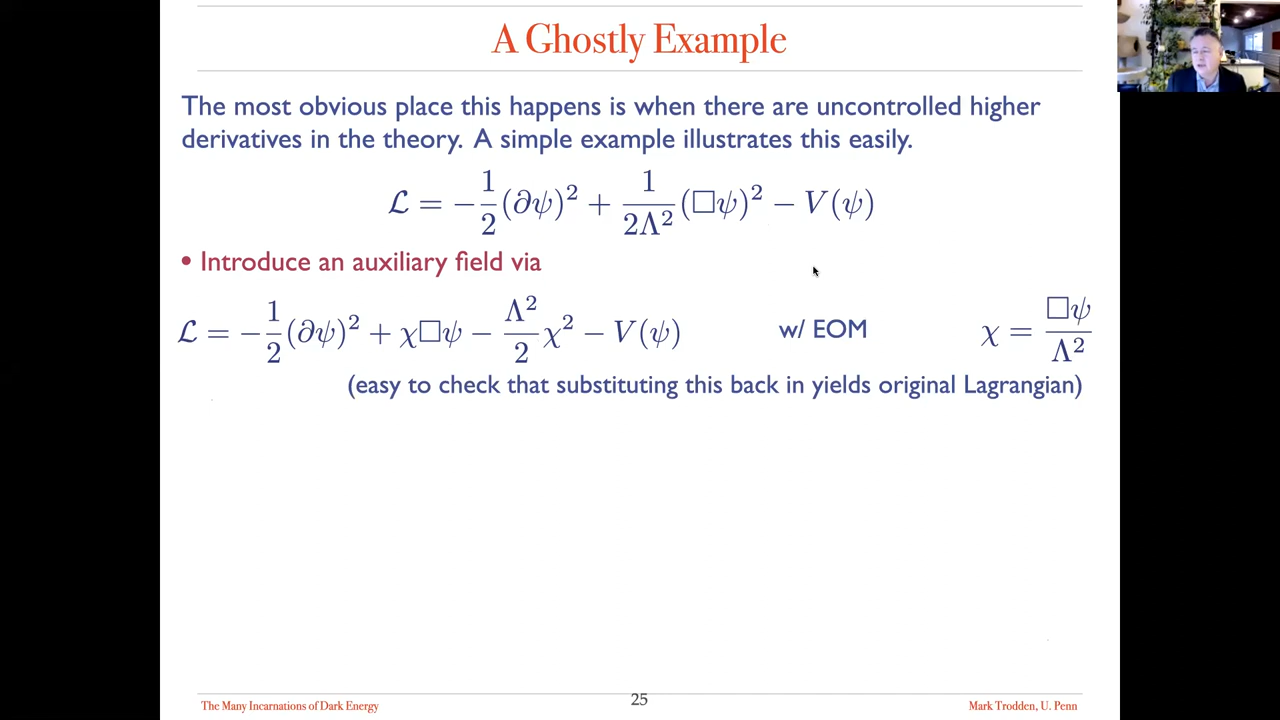 A Ghostly Example
The most obvious place this happens is when there are uncontrolled higher
derivatives in the theory. A simple example illustrates this easily.
ℒ = −1/2 (∂ψ)² + 1/(2Λ²) (□ψ)² − V(ψ)
• Introduce an auxiliary field via
ℒ = −1/2 (∂ψ)² + χ□ψ − Λ²/2 χ² − V(ψ) w/ EOM χ = □ψ/Λ²
(easy to check that substituting this back in yields original Lagrangian)
The Many Incarnations of Dark Energy 25 Mark Trodden, U. Penn